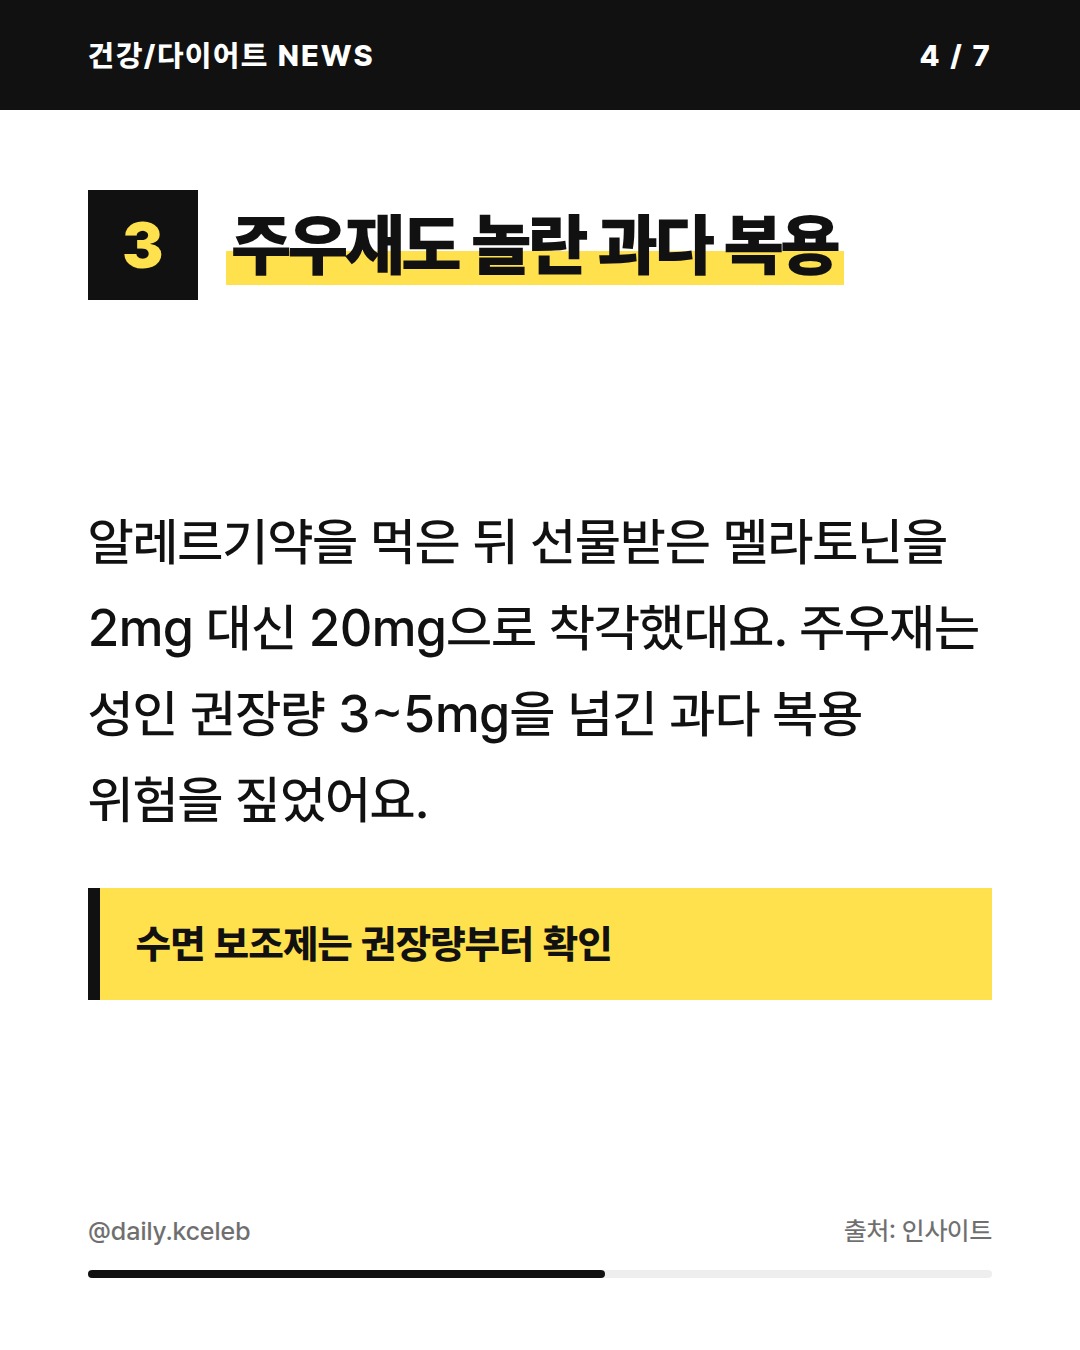 건강/다이어트 NEWS
4 / 7
3
주우재도 놀란 과다 복용
알레르기약을 먹은 뒤 선물받은 멜라토닌을
2mg 대신 20mg으로 착각했대요. 주우재는
성인 권장량 3~5mg을 넘긴 과다 복용
위험을 짚었어요.
수면 보조제는 권장량부터 확인
@daily.kceleb
출처: 인사이트